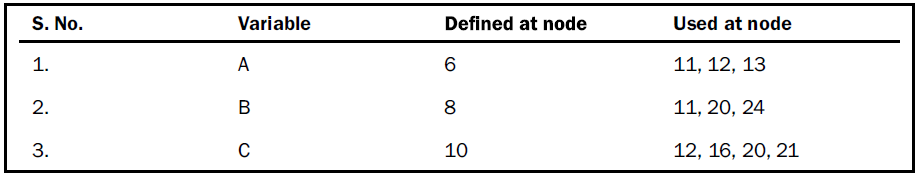 S. No. Variable Defined at node Used at node
1. A 6 11, 12, 13
2. B 8 11, 20, 24
3. C 10 12, 16, 20, 21